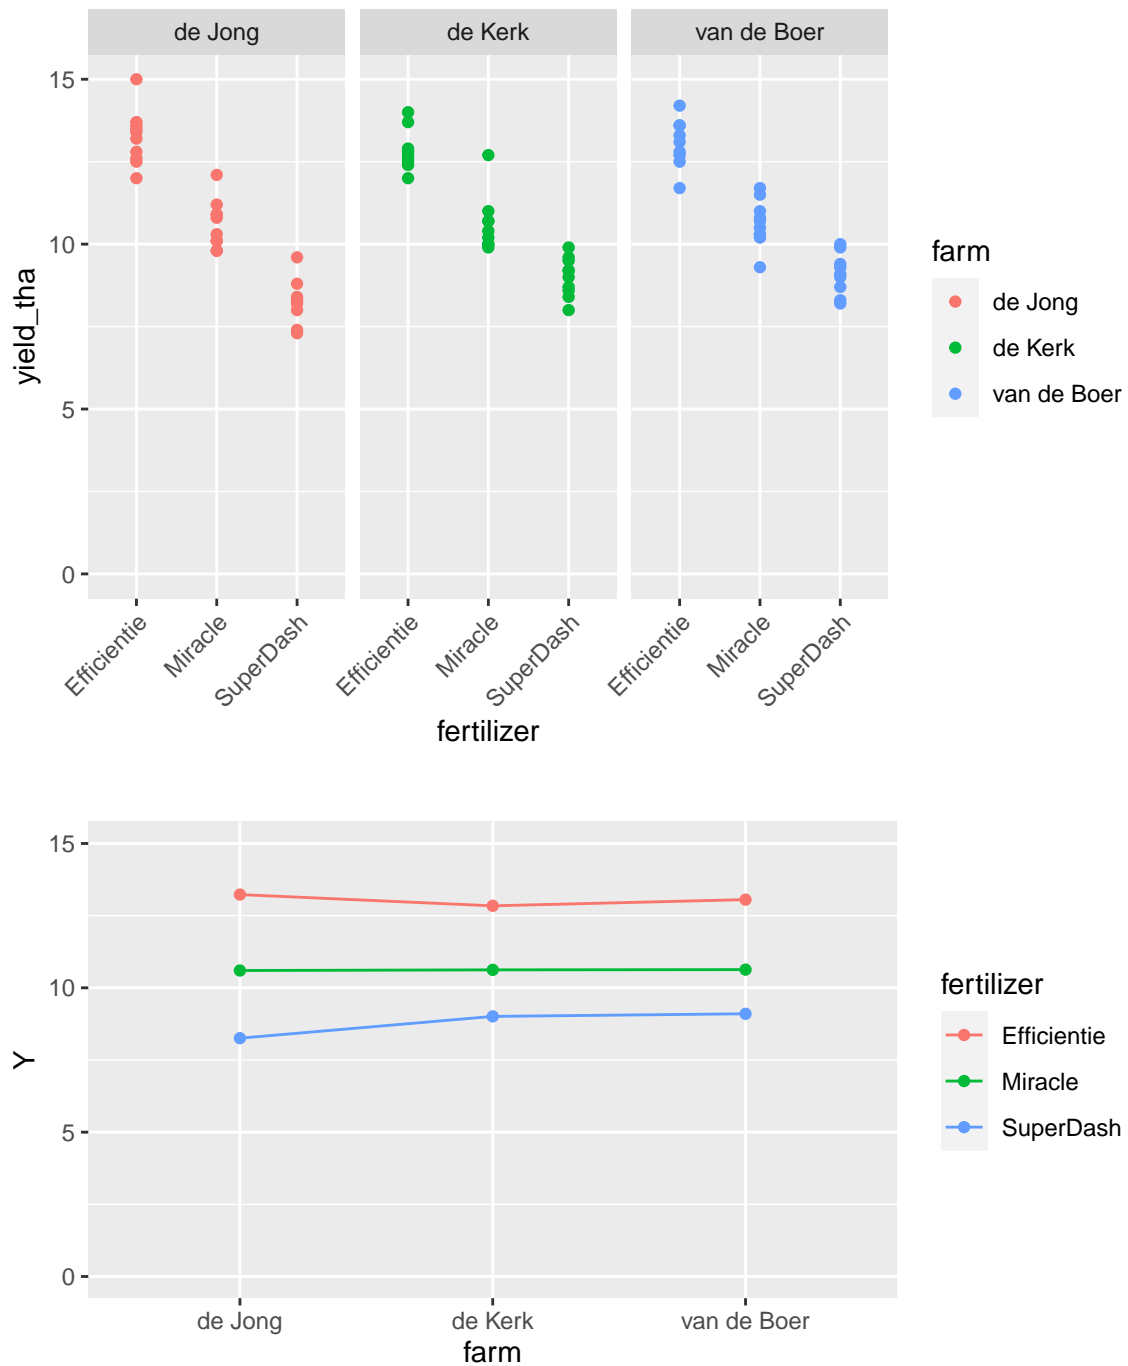 de Jong de Kerk van de Boer
15
10
5
0
yield_tha
Efficientie Miracle SuperDash Efficientie Miracle SuperDash Efficientie Miracle SuperDash
fertilizer
farm
de Jong
de Kerk
van de Boer
15
10
5
0
Y
de Jong de Kerk van de Boer
farm
fertilizer
Efficientie
Miracle
SuperDash